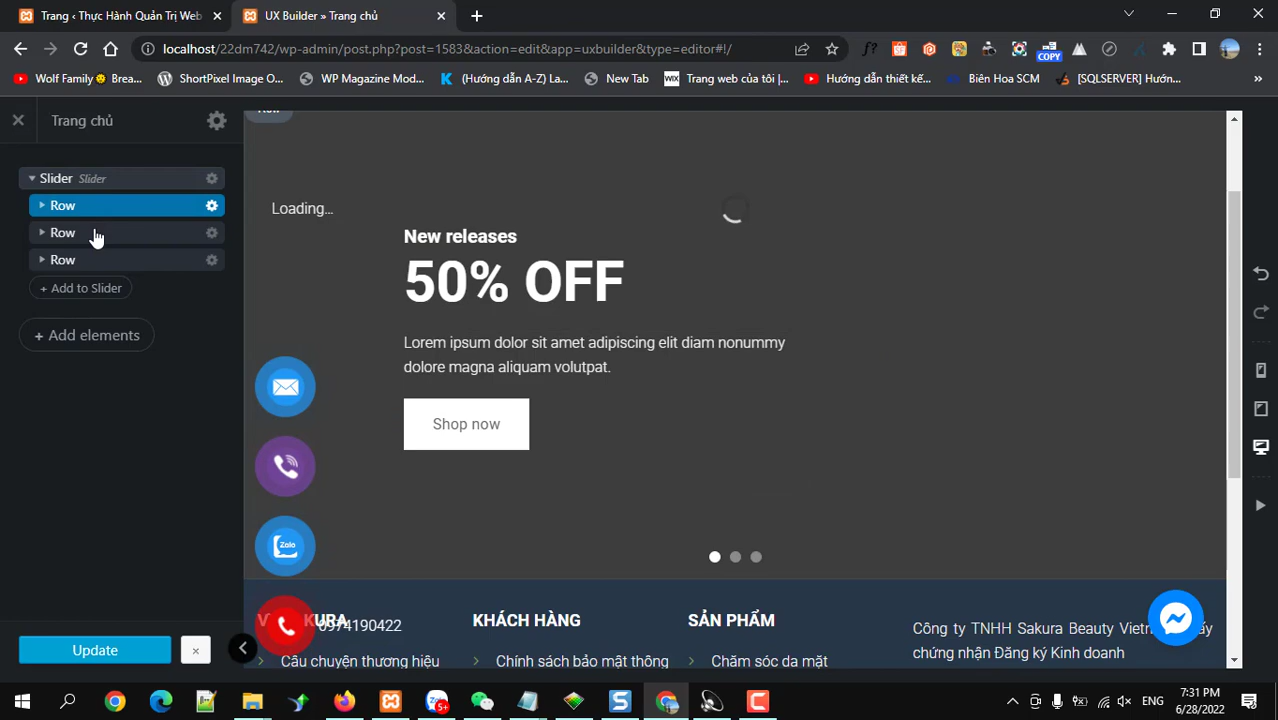 Trang ‹ Thực Hành Quản Trị Web
UX Builder » Trang chủ
localhost/22dm742/wp-admin/post.php?post=1583&action=edit&app=uxbuilder&type=editor#!/
f?
COPY
Wolf Family😮 Brea...
ShortPixel Image O...
WP Magazine Mod...
(Hướng dẫn A-Z) La...
New Tab
WIX
Trang web của tôi |...
Hướng dẫn thiết kế...
Biên Hoa SCM
[SQLSERVER] Hướn...
»
Trang chủ
Slider Slider
Row
Row
Row
+ Add to Slider
+ Add elements
Update
×
Loading...
New releases
50% OFF
Lorem ipsum dolor sit amet adipiscing elit diam nonummy
dolore magna aliquam volutpat.
Shop now
Zalo
0974190422
KHÁCH HÀNG
SẢN PHẨM
Câu chuyện thương hiệu
Chính sách bảo mật thông
Chăm sóc da mặt
Công ty TNHH Sakura Beauty Vietn
chứng nhận Đăng ký Kinh doanh
5+
ENG
7:31 PM
6/28/2022